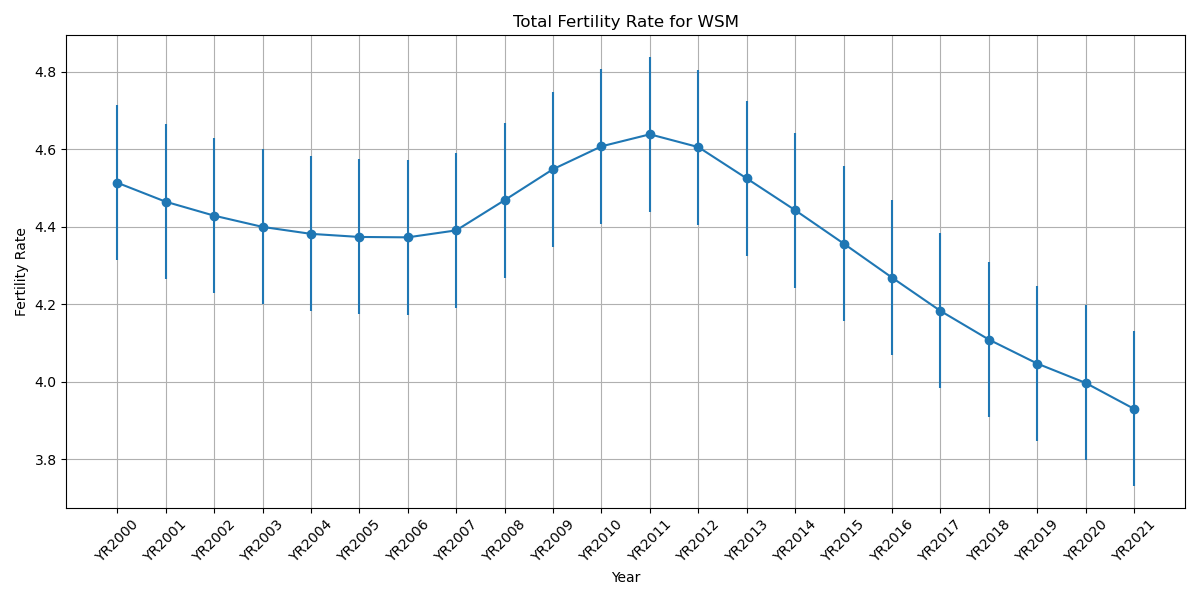 Total Fertility Rate for WSM
Fertility Rate
4.8
4.6
4.4
4.2
4.0
3.8
YR2000
YR2001
YR2002
YR2003
YR2004
YR2005
YR2006
YR2007
YR2008
YR2009
YR2010
YR2011
YR2012
YR2013
YR2014
YR2015
YR2016
YR2017
YR2018
YR2019
YR2020
YR2021
Year